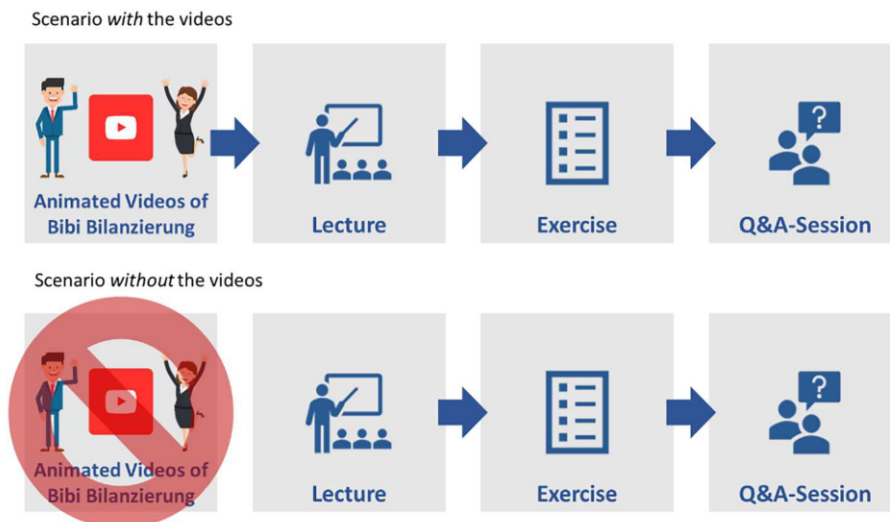 Scenario with the videos
Animated Videos of
Bibi Bilanzierung
Lecture
Exercise
?
Q&A-Session
Scenario without the videos
Animated Videos of
Bibi Bilanzierung
Lecture
Exercise
?
Q&A-Session